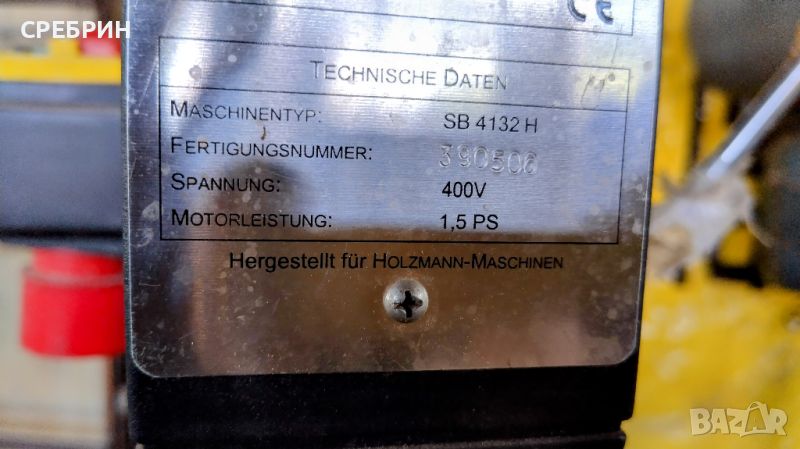 СРЕБРИН
CE
TECHNISCHE DATEN
MASCHINENTYP: SB 4132 H
FERTIGUNGSNUMMER: 390506
SPANNUNG: 400V
MOTORLEISTUNG: 1,5 PS
Hergestellt für HOLZMANN-MASCHINEN
BAZAR